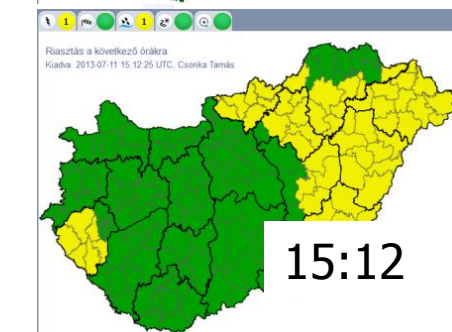 1 1
Riasztás a következő órákra
Kiadva: 2013-07-11 15:12:25 UTC, Csonka Tamás
15:12